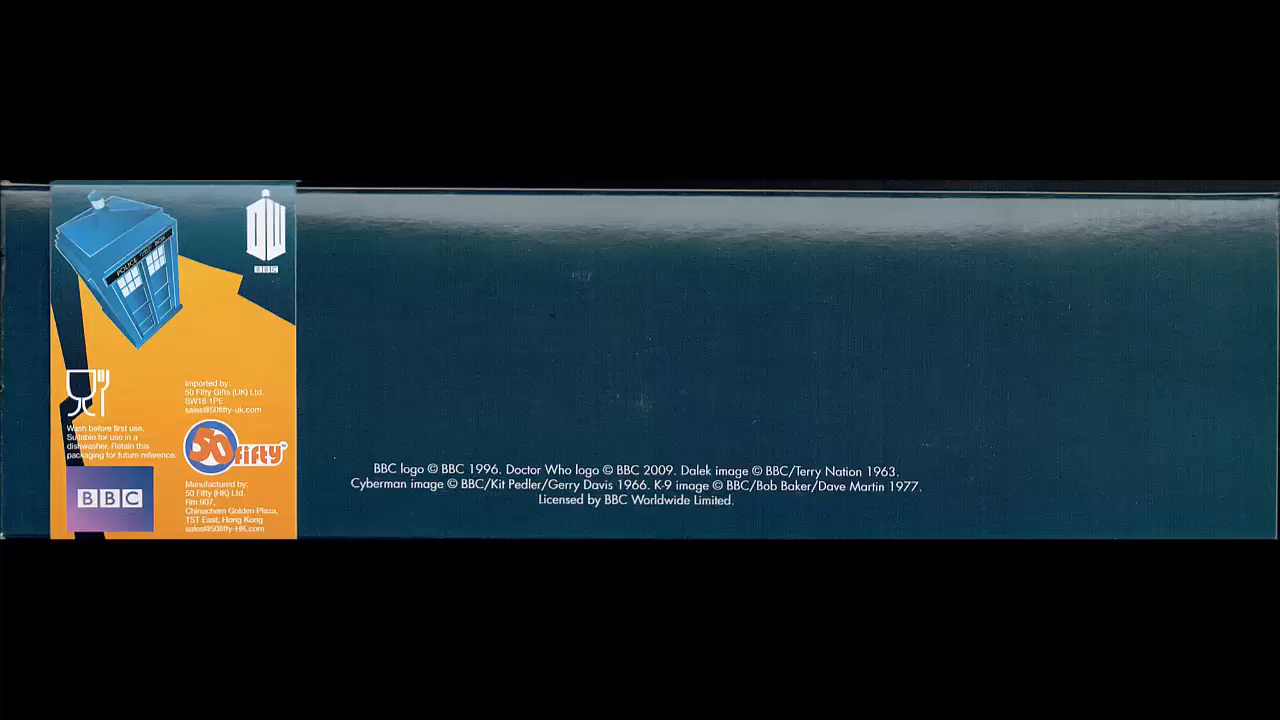 POLICE BOX
DW
BBC
Imported by:
50 Fifty Gifts (UK) Ltd.
SW18 1PE
sales@50fifty-uk.com
Wash before first use.
Suitable for use in a
dishwasher. Retain this
packaging for future reference.
50fifty™
BBC
Manufactured by:
50 Fifty (HK) Ltd.
Rm 907,
Chinachem Golden Plaza,
TST East, Hong Kong
sales@50fifty-HK.com
BBC logo © BBC 1996. Doctor Who logo © BBC 2009. Dalek image © BBC/Terry Nation 1963.
Cyberman image © BBC/Kit Pedler/Gerry Davis 1966. K-9 image © BBC/Bob Baker/Dave Martin 1977.
Licensed by BBC Worldwide Limited.